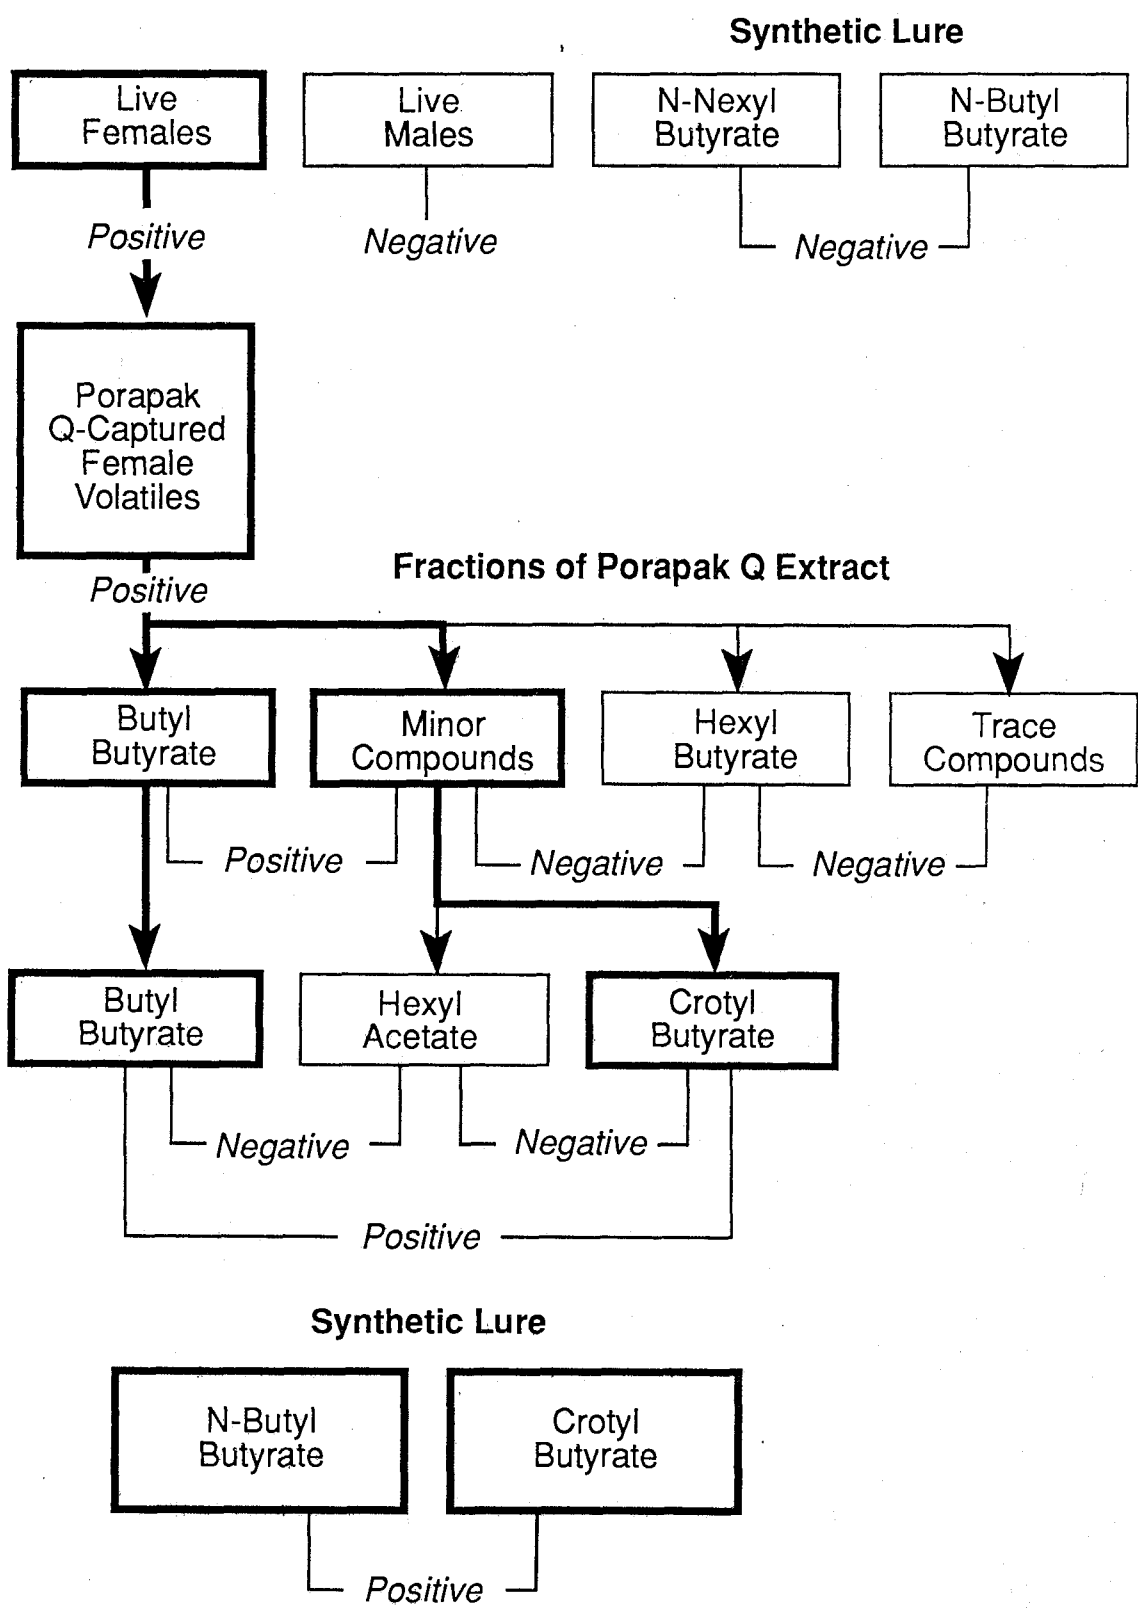 Synthetic Lure
Live
Females
Live
Males
N-Nexyl
Butyrate
N-Butyl
Butyrate
Positive
Negative
Negative
Porapak
Q-Captured
Female
Volatiles
Positive
Fractions of Porapak Q Extract
Butyl
Butyrate
Minor
Compounds
Hexyl
Butyrate
Trace
Compounds
Positive
Negative
Negative
Butyl
Butyrate
Hexyl
Acetate
Crotyl
Butyrate
Negative
Negative
Positive
Synthetic Lure
N-Butyl
Butyrate
Crotyl
Butyrate
Positive